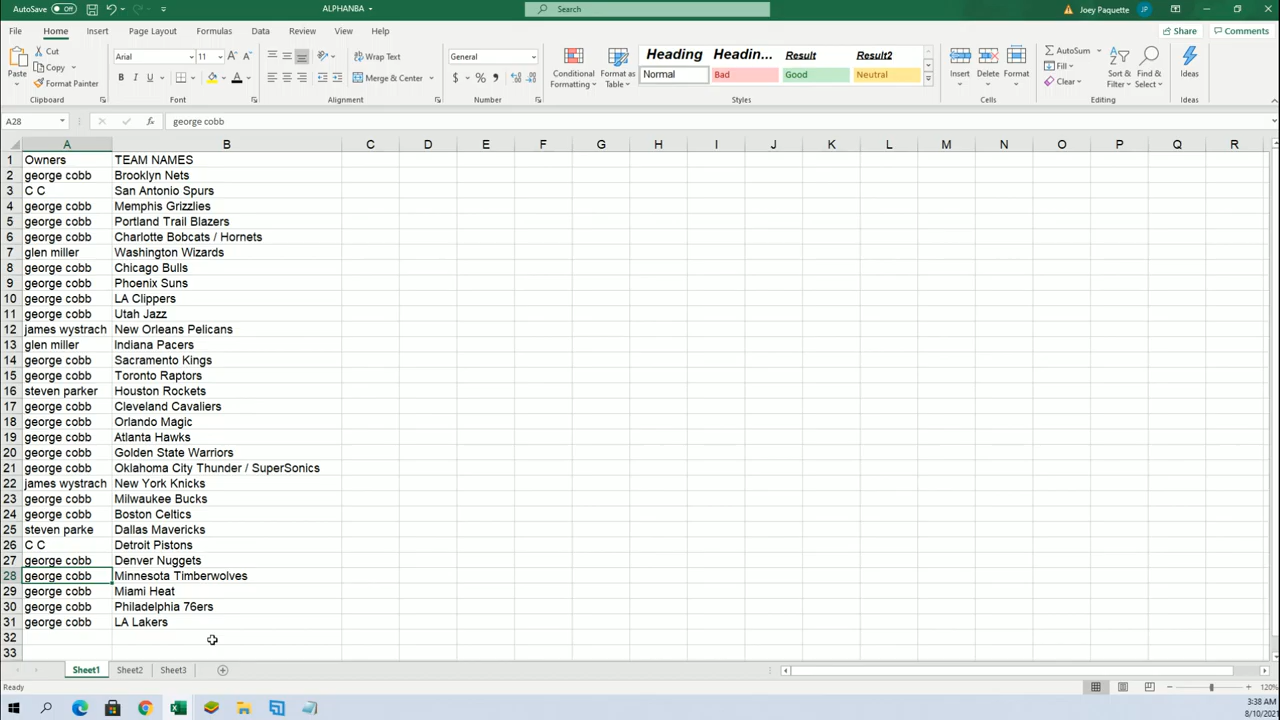 AutoSave Off ALPHANBA Search Joey Paquette JP
File Home Insert Page Layout Formulas Data Review View Help Share Comments
Paste Cut Copy Format Painter Arial 11 Wrap Text Merge & Center General Conditional Formatting Format as Table Heading Headin... Result Result2 Normal Bad Good Neutral Insert Delete Format AutoSum Fill Clear Sort & Filter Find & Select Ideas
Clipboard Font Alignment Number Styles Cells Editing Ideas
A28 fx george cobb
A B C D E F G H I J K L M N O P Q R
1 Owners TEAM NAMES
2 george cobb Brooklyn Nets
3 C C San Antonio Spurs
4 george cobb Memphis Grizzlies
5 george cobb Portland Trail Blazers
6 george cobb Charlotte Bobcats / Hornets
7 glen miller Washington Wizards
8 george cobb Chicago Bulls
9 george cobb Phoenix Suns
10 george cobb LA Clippers
11 george cobb Utah Jazz
12 james wystrach New Orleans Pelicans
13 glen miller Indiana Pacers
14 george cobb Sacramento Kings
15 george cobb Toronto Raptors
16 steven parker Houston Rockets
17 george cobb Cleveland Cavaliers
18 george cobb Orlando Magic
19 george cobb Atlanta Hawks
20 george cobb Golden State Warriors
21 george cobb Oklahoma City Thunder / SuperSonics
22 james wystrach New York Knicks
23 george cobb Milwaukee Bucks
24 george cobb Boston Celtics
25 steven parke Dallas Mavericks
26 C C Detroit Pistons
27 george cobb Denver Nuggets
28 george cobb Minnesota Timberwolves
29 george cobb Miami Heat
30 george cobb Philadelphia 76ers
31 george cobb LA Lakers
32
33
Sheet1 Sheet2 Sheet3
Ready 120%
3:38 AM
8/10/202